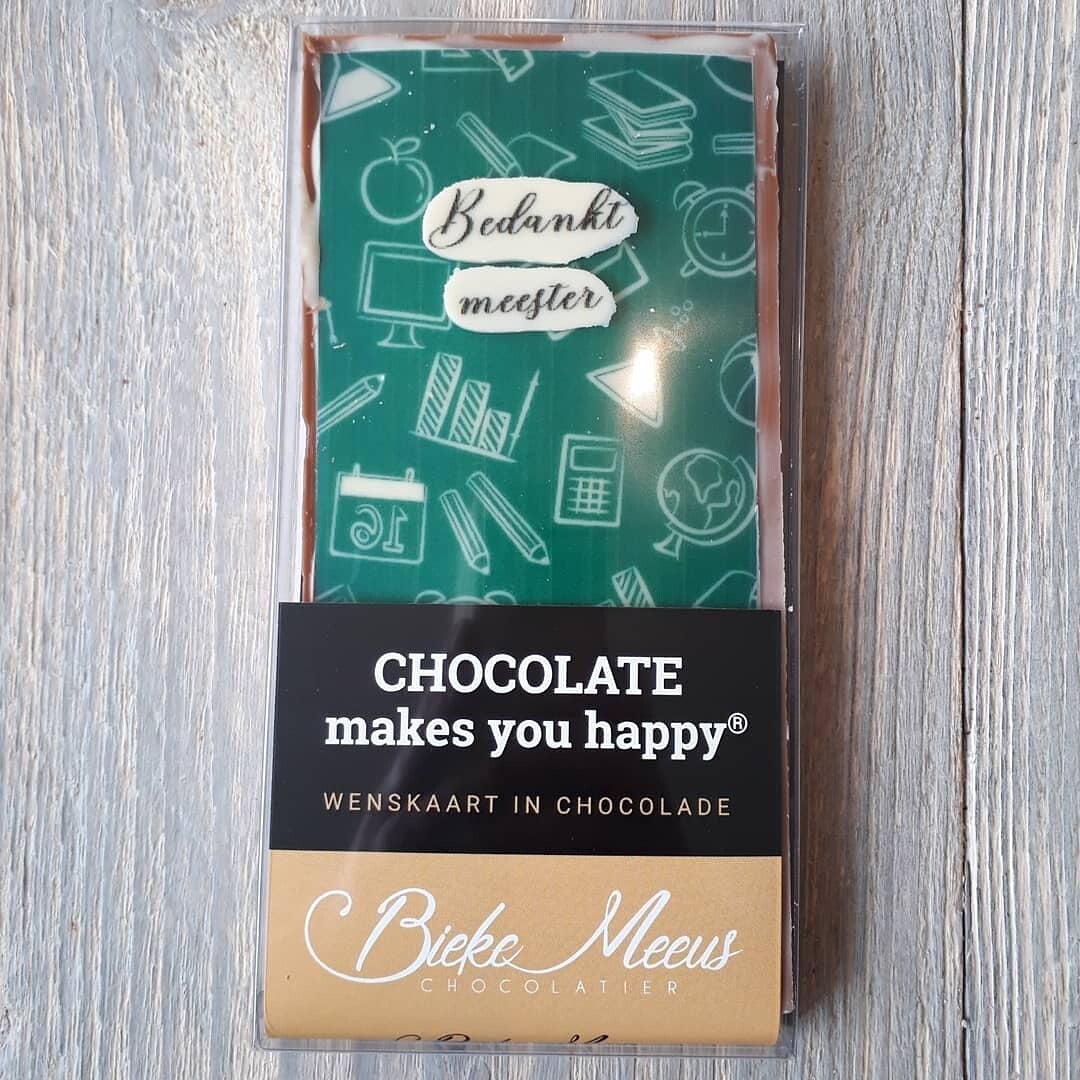 Bedankt
meester
16
CHOCOLATE
makes you happy®
WENSKAART IN CHOCOLADE
Bieke Meeus
CHOCOLATIER